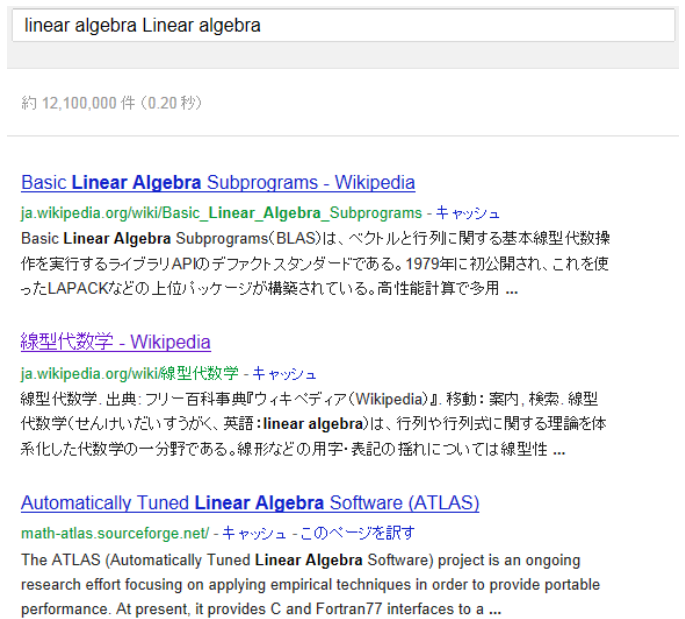 linear algebra Linear algebra
約 12,100,000 件 (0.20 秒)
Basic Linear Algebra Subprograms - Wikipedia
ja.wikipedia.org/wiki/Basic_Linear_Algebra_Subprograms - キャッシュ
Basic Linear Algebra Subprograms(BLAS)は、ベクトルと行列に関する基本線型代数操
作を実行するライブラリAPIのデファクトスタンダードである。1979年に初公開され、これを使
ったLAPACKなどの上位パッケージが構築されている。高性能計算で多用 ...
線型代数学 - Wikipedia
ja.wikipedia.org/wiki/線型代数学 - キャッシュ
線型代数学. 出典: フリー百科事典『ウィキペディア(Wikipedia)』. 移動: 案内, 検索. 線型
代数学(せんけいだいすうがく、英語:linear algebra)は、行列や行列式に関する理論を体
系化した代数学の一分野である。線形などの用字・表記の揺れについては線型性 ...
Automatically Tuned Linear Algebra Software (ATLAS)
math-atlas.sourceforge.net/ - キャッシュ - このページを訳す
The ATLAS (Automatically Tuned Linear Algebra Software) project is an ongoing
research effort focusing on applying empirical techniques in order to provide portable
performance. At present, it provides C and Fortran77 interfaces to a ...